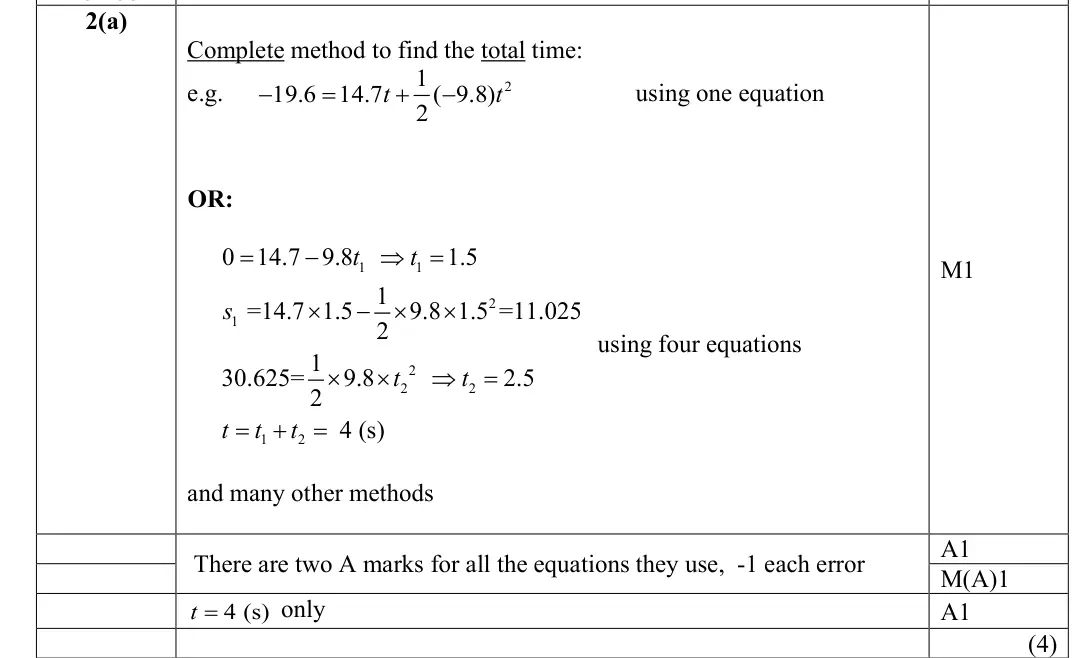 2(a)
Complete method to find the total time:
e.g. −19.6 = 14.7t + 1/2(−9.8)t² using one equation
OR:
0 = 14.7 − 9.8t₁ ⇒ t₁ = 1.5
s₁ =14.7×1.5 − 1/2×9.8×1.5²=11.025
using four equations
30.625= 1/2×9.8×t₂² ⇒ t₂ = 2.5
t = t₁ + t₂ = 4 (s)
and many other methods
M1
There are two A marks for all the equations they use, -1 each error
A1
M(A)1
t = 4 (s) only A1
(4)